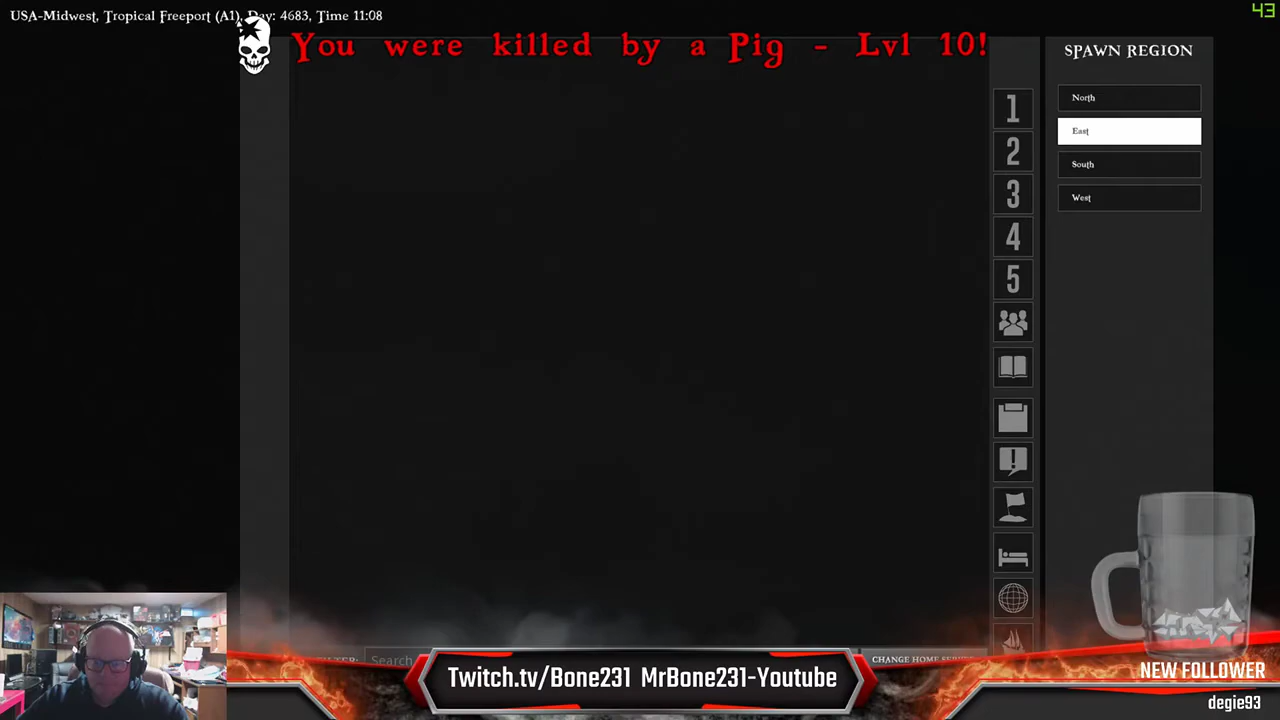 USA-Midwest, Tropical Freeport (A1), Day: 4683, Time 11:08
43
You were killed by a Pig - Lvl 10!
SPAWN REGION
North
East
South
West
1
2
3
4
5
Search
CHANGE HOME
Twitch.tv/Bone231 MrBone231-Youtube
NEW FOLLOWER
degie93